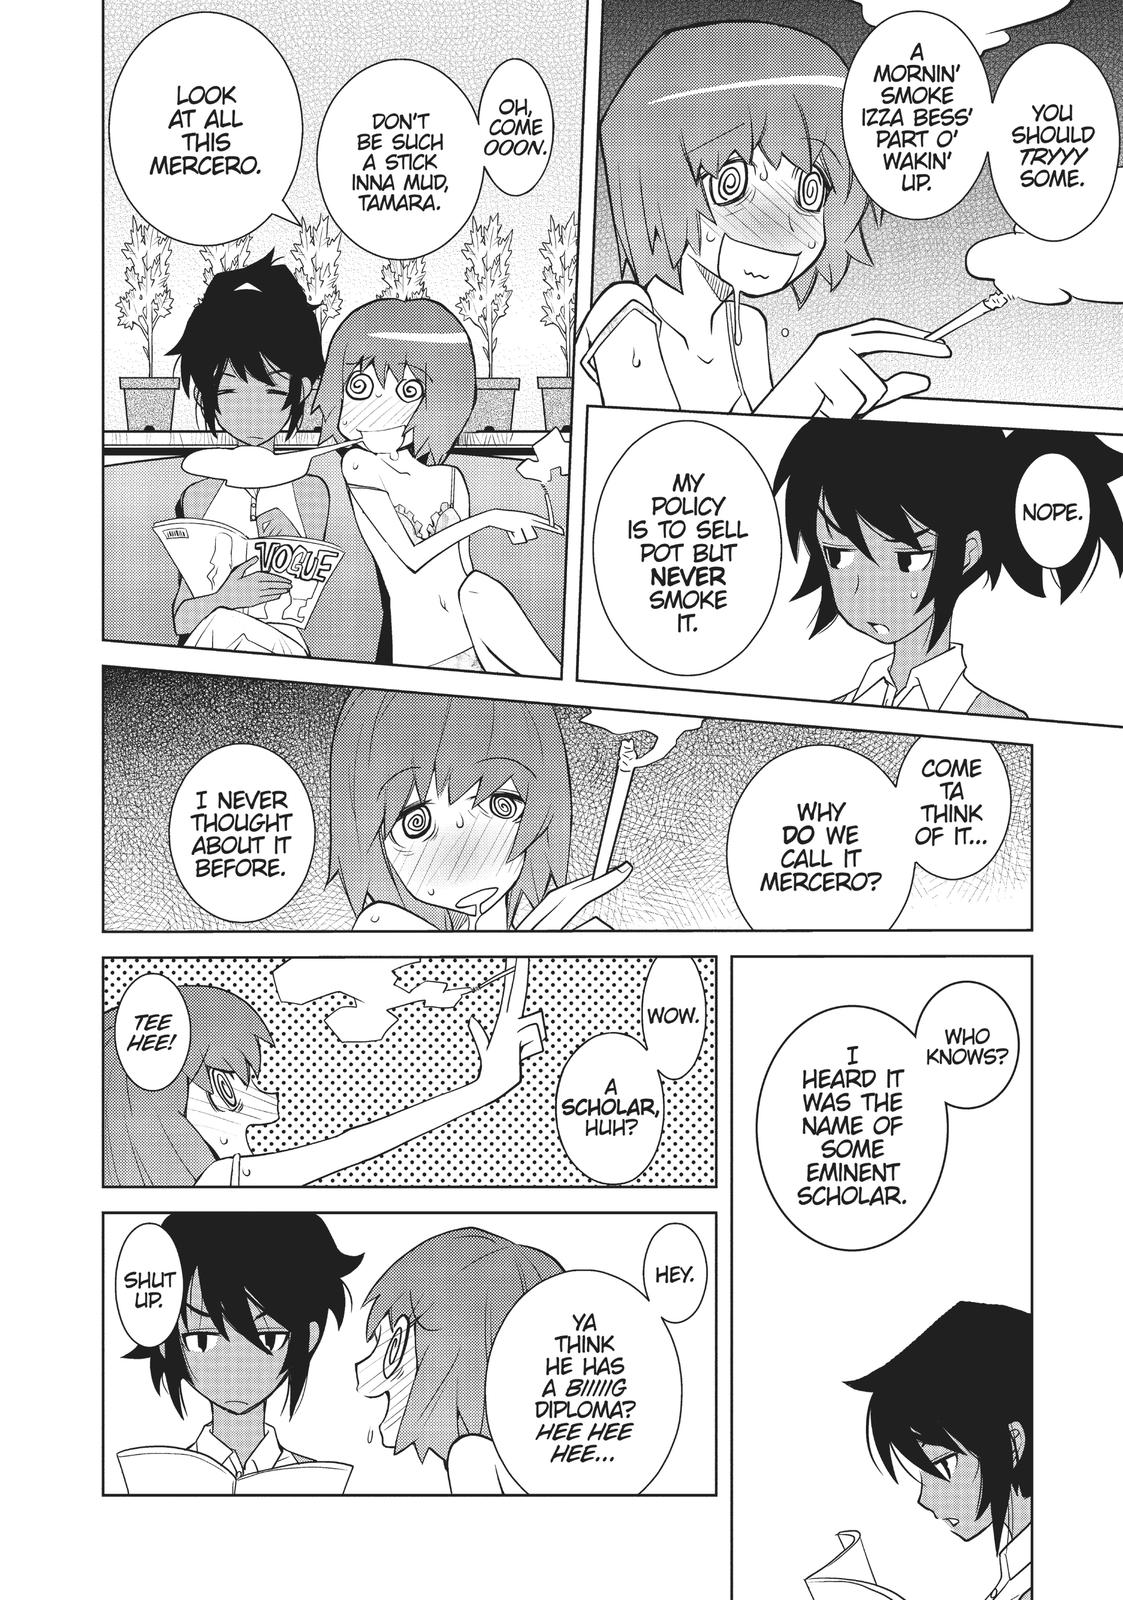 YOU
SHOULD
TRYYY
SOME.
A
MORNIN'
SMOKE
IZZA BESS'
PART O'
WAKIN'
UP.
OH,
COME
OOON.
DON'T
BE SUCH
A STICK
INNA MUD,
TAMARA.
LOOK
AT ALL
THIS
MERCERO.
VOGUE
NOPE.
MY
POLICY
IS TO SELL
POT BUT
NEVER
SMOKE
IT.
COME
TA
THINK
OF IT...
WHY
DO WE
CALL IT
MERCERO?
I NEVER
THOUGHT
ABOUT IT
BEFORE.
WHO
KNOWS?
I
HEARD IT
WAS THE
NAME OF
SOME
EMINENT
SCHOLAR.
WOW.
A
SCHOLAR,
HUH?
TEE
HEE!
HEY.
YA
THINK
HE HAS
A BIIIIIG
DIPLOMA?
HEE HEE
HEE...
SHUT
UP.